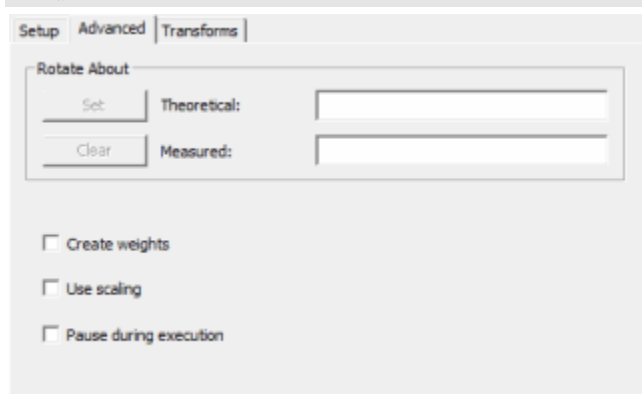 Setup Advanced Transforms
Rotate About
Set Theoretical:
Clear Measured:
Create weights
Use scaling
Pause during execution